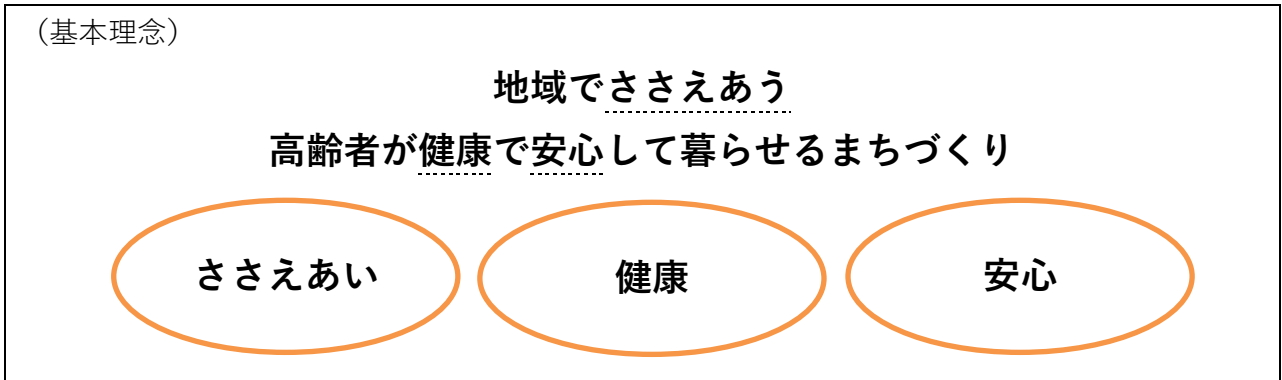 （基本理念）
地域でささえあう
高齢者が健康で安心して暮らせるまちづくり
ささえあい
健康
安心